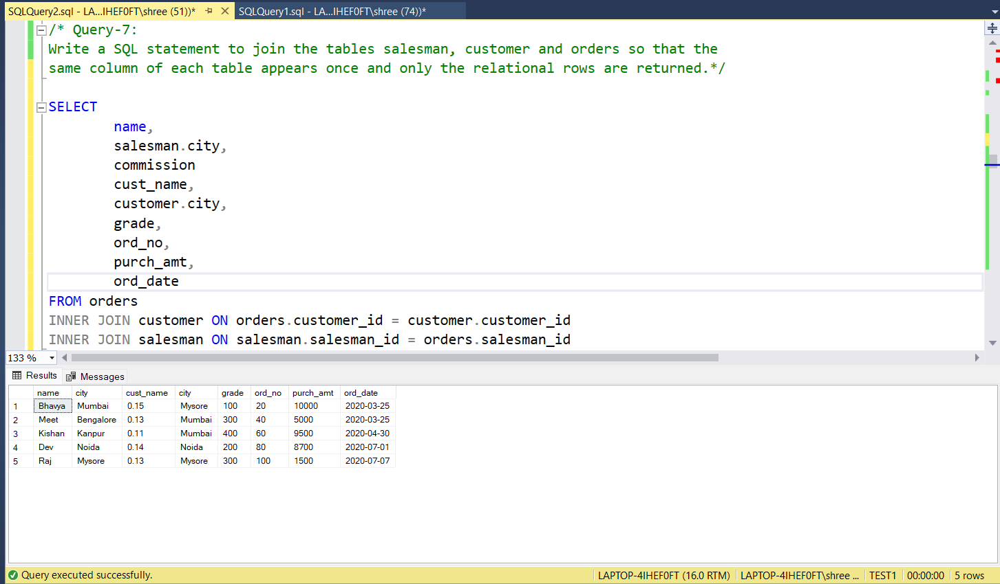 SQLQuery2.sql - LA...IHEF0FT\shree (51))* SQLQuery1.sql - LA...IHEF0FT\shree (74))*
/* Query-7:
Write a SQL statement to join the tables salesman, customer and orders so that the
same column of each table appears once and only the relational rows are returned.*/
SELECT
name,
salesman.city,
commission
cust_name,
customer.city,
grade,
ord_no,
purch_amt,
ord_date
FROM orders
INNER JOIN customer ON orders.customer_id = customer.customer_id
INNER JOIN salesman ON salesman.salesman_id = orders.salesman_id
133 %
Results Messages
name city cust_name city grade ord_no purch_amt ord_date
1 Bhavya Mumbai 0.15 Mysore 100 20 10000 2020-03-25
2 Meet Bengalore 0.13 Mumbai 300 40 5000 2020-03-25
3 Kishan Kanpur 0.11 Mumbai 400 60 9500 2020-04-30
4 Dev Noida 0.14 Noida 200 80 8700 2020-07-01
5 Raj Mysore 0.13 Mysore 300 100 1500 2020-07-07
Query executed successfully. LAPTOP-4IHEF0FT (16.0 RTM) LAPTOP-4IHEF0FT\shree ... TEST1 00:00:00 5 rows